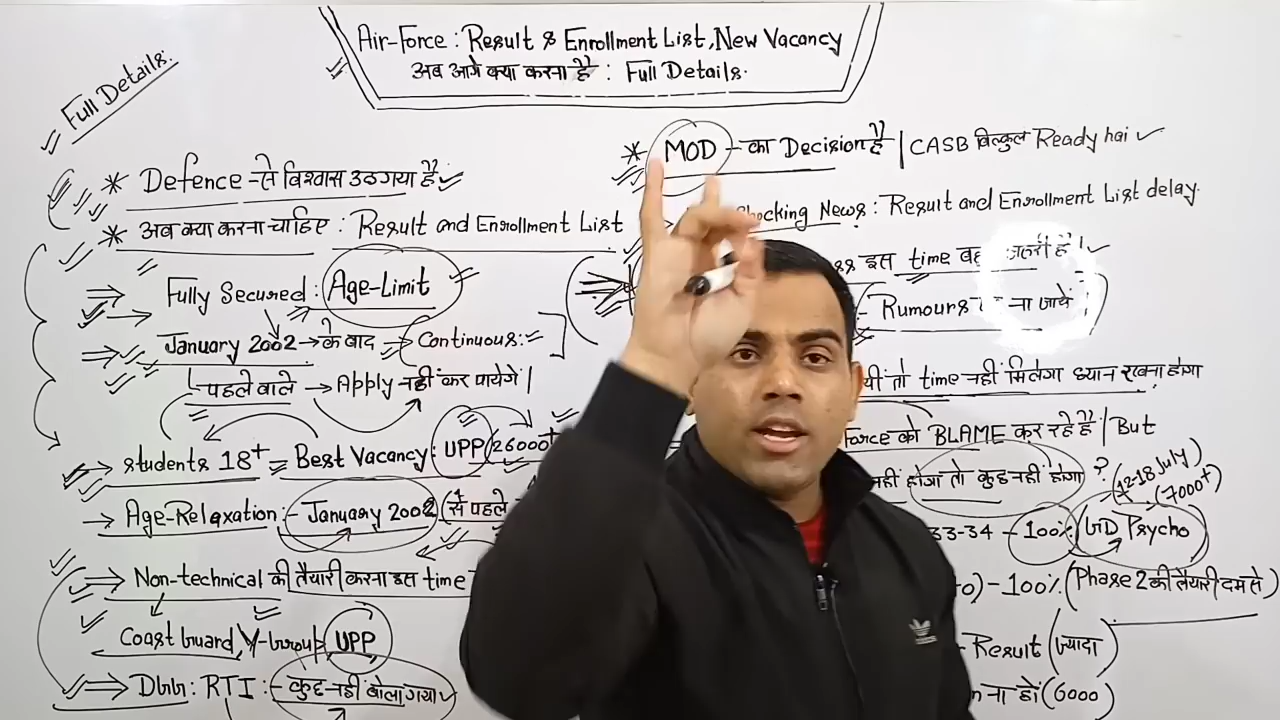 Air-Force : Result & Enrollment List, New Vacancy
अब आगे क्या करना है : Full Details.
Full Details.
* Defence से विश्वास उठ गया है
* अब क्या करना चाहिए : Result and Enrollment List
Fully Secured : Age-Limit
January 2002 → के बाद → Continuous :-
पहले वाले → Apply नहीं कर पायेगें |
students 18+ = Best Vacancy : UPP (26000+
Age-Relaxation :- January 2002 (से पहले
Non-technical की तैयारी करना इस time
Coast Guard, Y-Group UPP
DGG : RTI :- कुछ नहीं बोला गया
* MOD - का Decision है | CASB बिल्कुल Ready hai
Shocking News : Result and Enrollment List delay.
इस time जरूरी है |
Rumours ना जायें
तो time नहीं मिलेगा ध्यान रखना होगा
Force को BLAME कर रहे है | But
नहीं होगा तो कुछ नहीं होगा ?
(12-18 July)
(7000+)
33-34 - 100% (GD Psycho)
- 100% (Phase 2 की तैयारी दम से)
- Result (ज्यादा)
ना हों (6000)